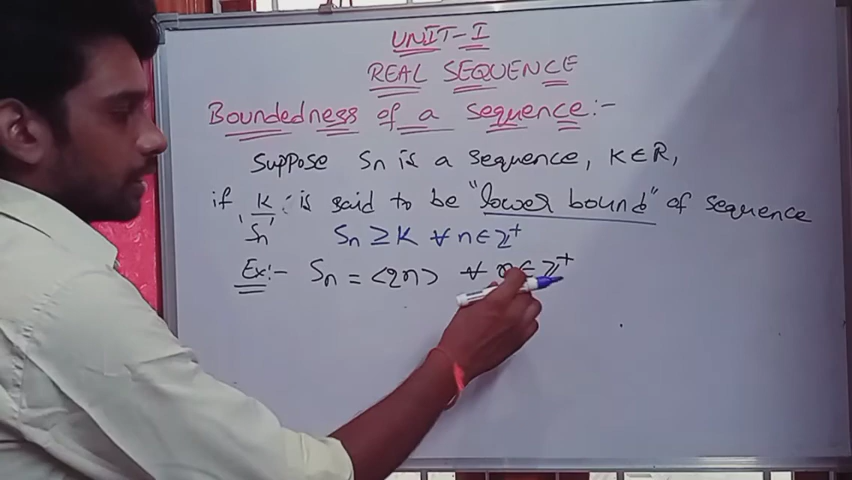 UNIT-I
REAL SEQUENCE
Boundedness of a sequence:-
Suppose Sn is a sequence, K∈R,
if 'K' is said to be "lower bound" of sequence
'Sn' Sn ≥ K ∀ n ∈ Z⁺
Ex:- Sn = <2n> ∀ n ∈ Z⁺